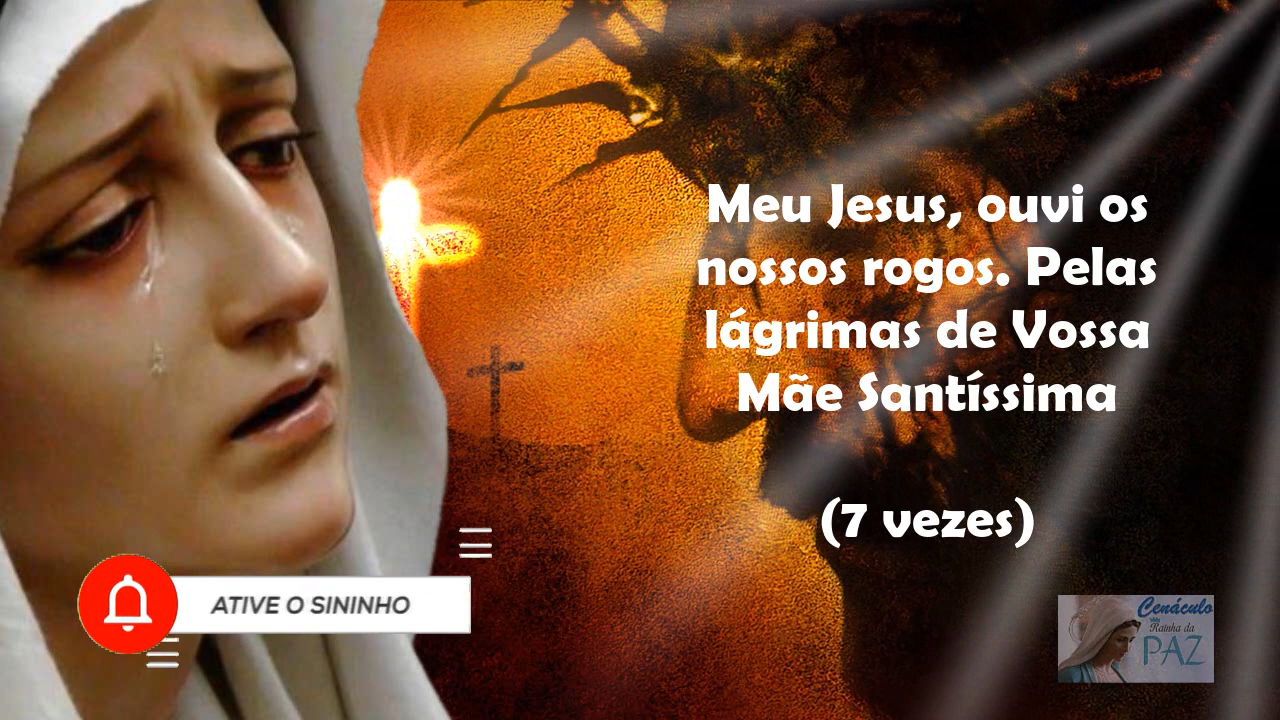 Meu Jesus, ouvi os
nossos rogos. Pelas
lágrimas de Vossa
Mãe Santíssima
(7 vezes)
ATIVE O SININHO
Cenáculo
Rainha da
PAZ